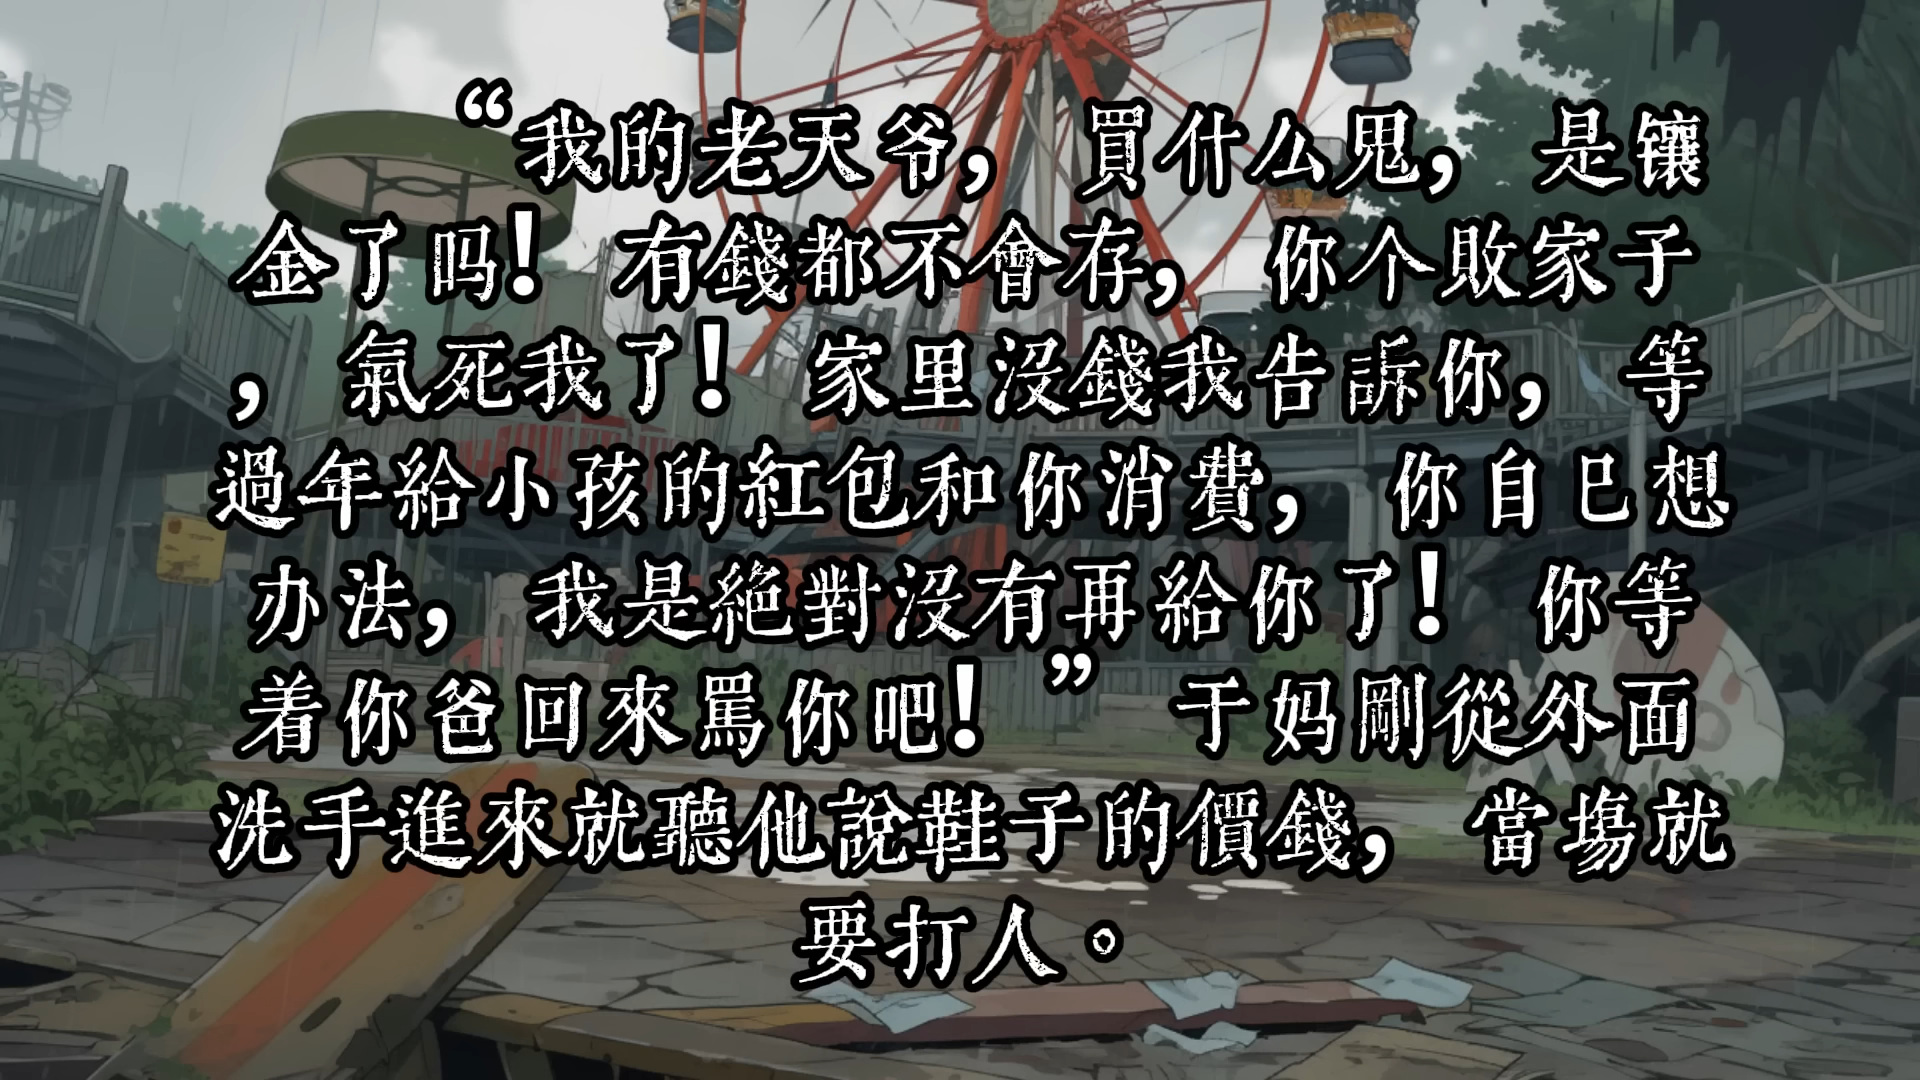 “我的老天爷，買什么鬼，是镶
金了吗！有錢都不會存，你个敗家子
，氣死我了！家里沒錢我告訴你，等
過年給小孩的紅包和你消費，你自已想
办法，我是絕對沒有再給你了！你等
着你爸回來罵你吧！”于妈剛從外面
洗手進來就聽他說鞋子的價錢，當場就
要打人。